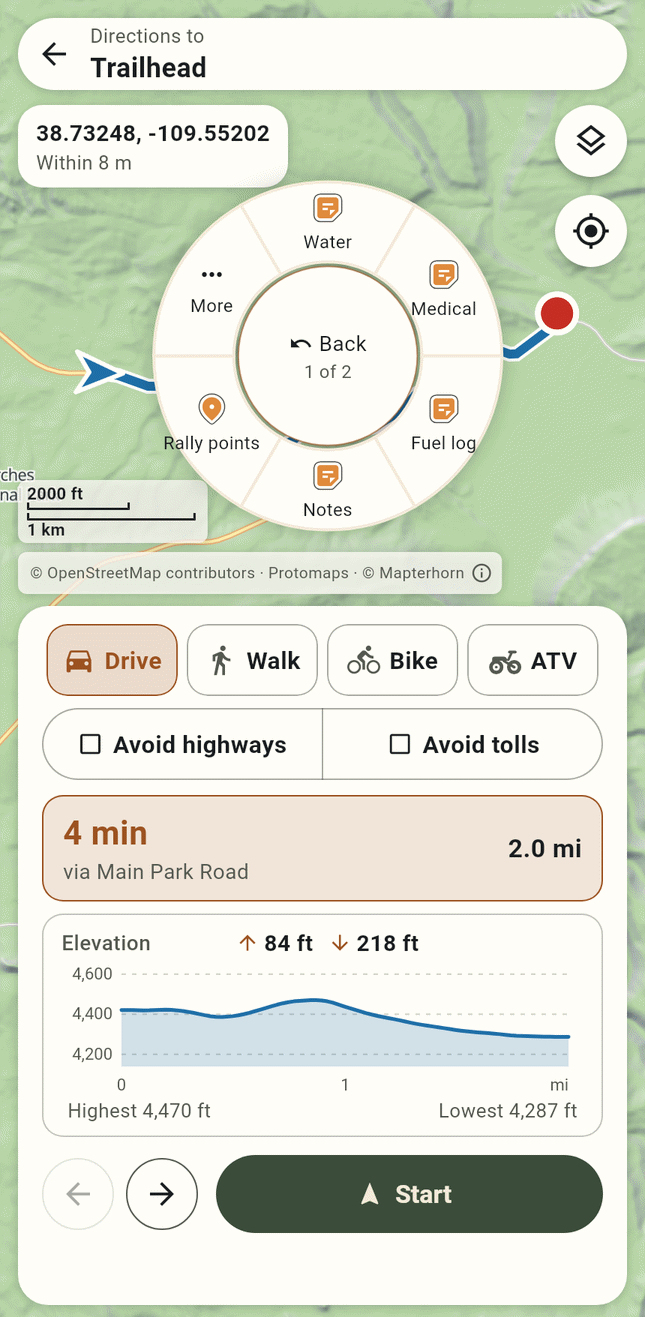 Directions to
Trailhead
38.73248, -109.55202
Within 8 m
Water
More
Medical
Back
1 of 2
Rally points
Fuel log
Notes
ches
na
2000 ft
1 km
© OpenStreetMap contributors · Protomaps · © Mapterhorn
Drive
Walk
Bike
ATV
Avoid highways
Avoid tolls
4 min
via Main Park Road
2.0 mi
Elevation
84 ft
218 ft
4,600
4,400
4,200
0
1
mi
Highest 4,470 ft
Lowest 4,287 ft
Start